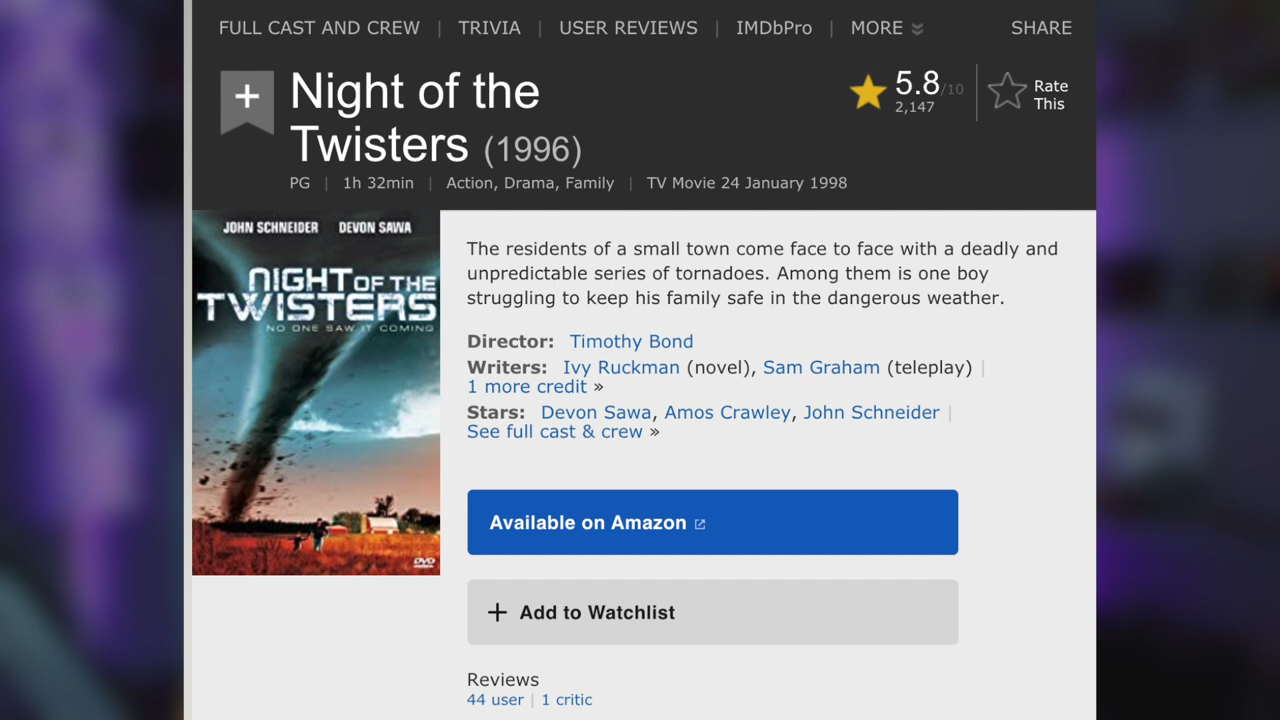 FULL CAST AND CREW | TRIVIA | USER REVIEWS | IMDbPro | MORE SHARE
+ Night of the
Twisters (1996)
5.8/10
2,147
Rate
This
PG | 1h 32min | Action, Drama, Family | TV Movie 24 January 1998
JOHN SCHNEIDER DEVON SAWA
NIGHT OF THE
TWISTERS
NO ONE SAW IT COMING
DVD
The residents of a small town come face to face with a deadly and
unpredictable series of tornadoes. Among them is one boy
struggling to keep his family safe in the dangerous weather.
Director: Timothy Bond
Writers: Ivy Ruckman (novel), Sam Graham (teleplay) |
1 more credit »
Stars: Devon Sawa, Amos Crawley, John Schneider |
See full cast & crew »
Available on Amazon
+ Add to Watchlist
Reviews
44 user | 1 critic